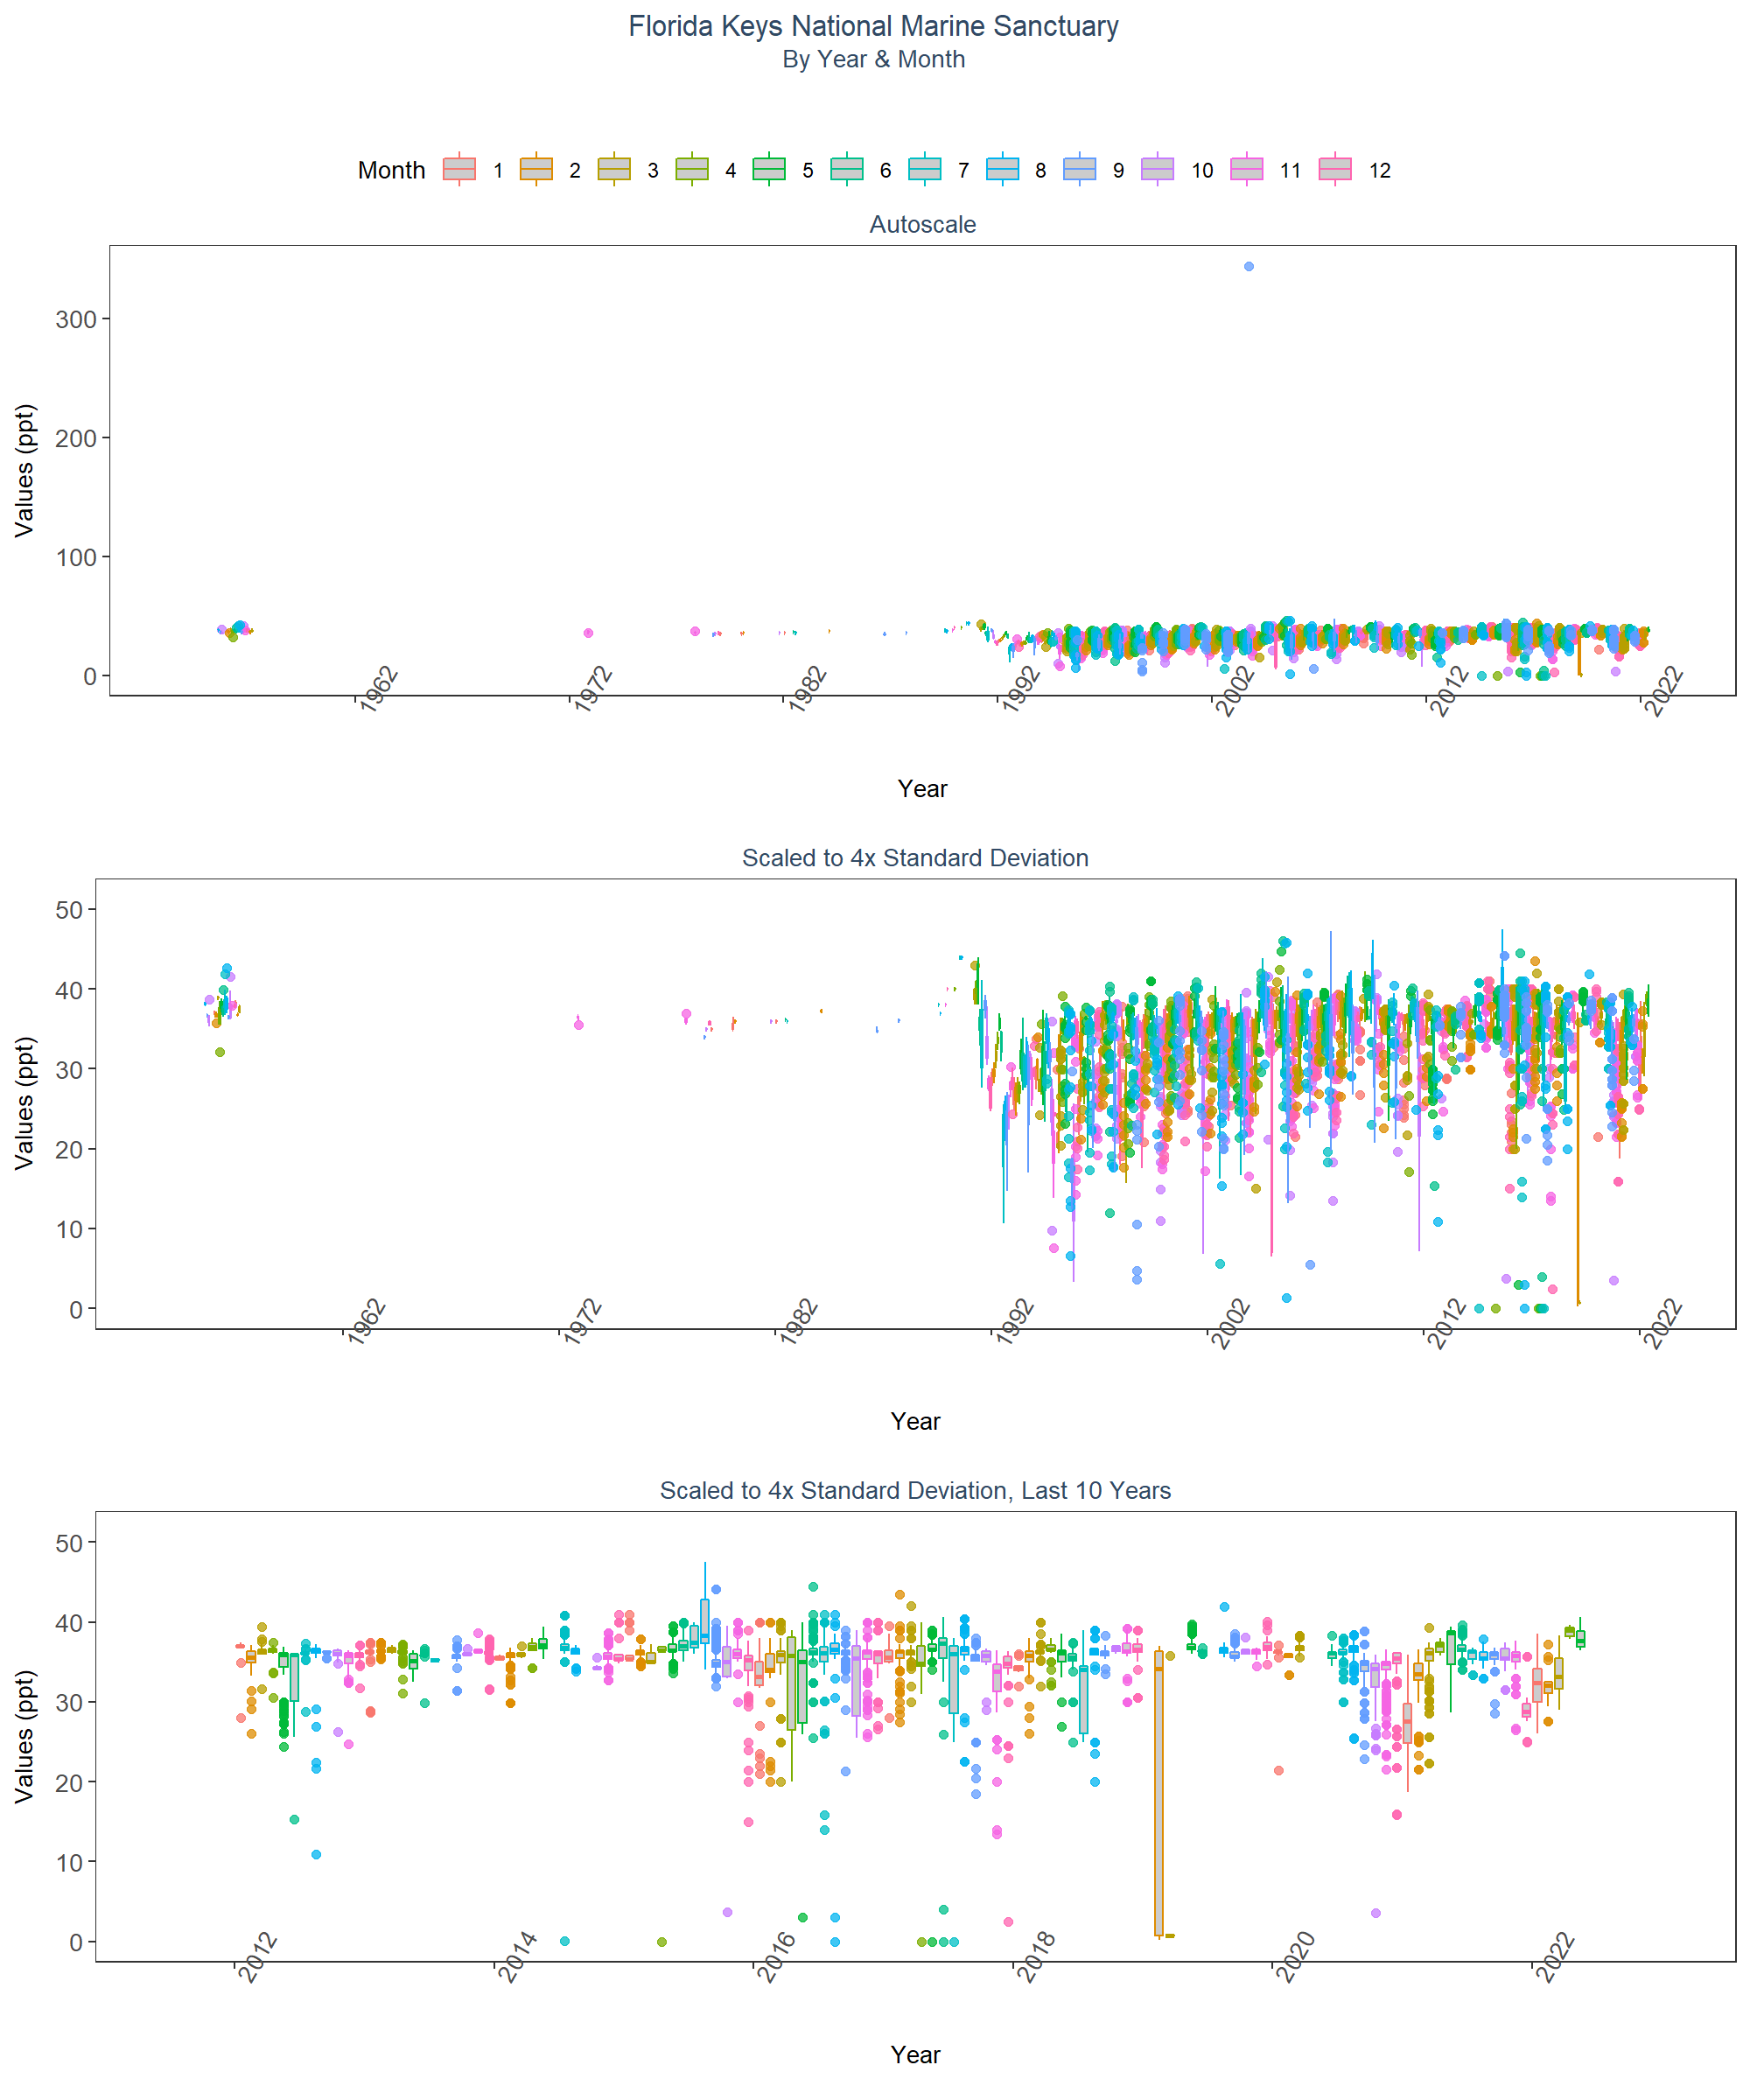 Florida Keys National Marine Sanctuary
By Year & Month
Month 1 2 3 4 5 6 7 8 9 10 11 12
Autoscale
Values (ppt)
300
200
100
0
1962 1972 1982 1992 2002 2012 2022
Year
Scaled to 4x Standard Deviation
Values (ppt)
50
40
30
20
10
0
1962 1972 1982 1992 2002 2012 2022
Year
Scaled to 4x Standard Deviation, Last 10 Years
Values (ppt)
50
40
30
20
10
0
2012 2014 2016 2018 2020 2022
Year